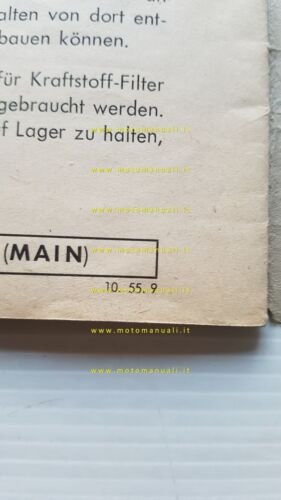 an
alten von dort ent-
bauen können.
für Kraftstoff-Filter
gebraucht werden.
f Lager zu halten,
(MAIN)
10. 55. 9
www.motomanuali.it
www.motomanuali.it
www.motomanuali.it
www.motomanuali.it
www.motomanuali.it
www.motomanuali.it